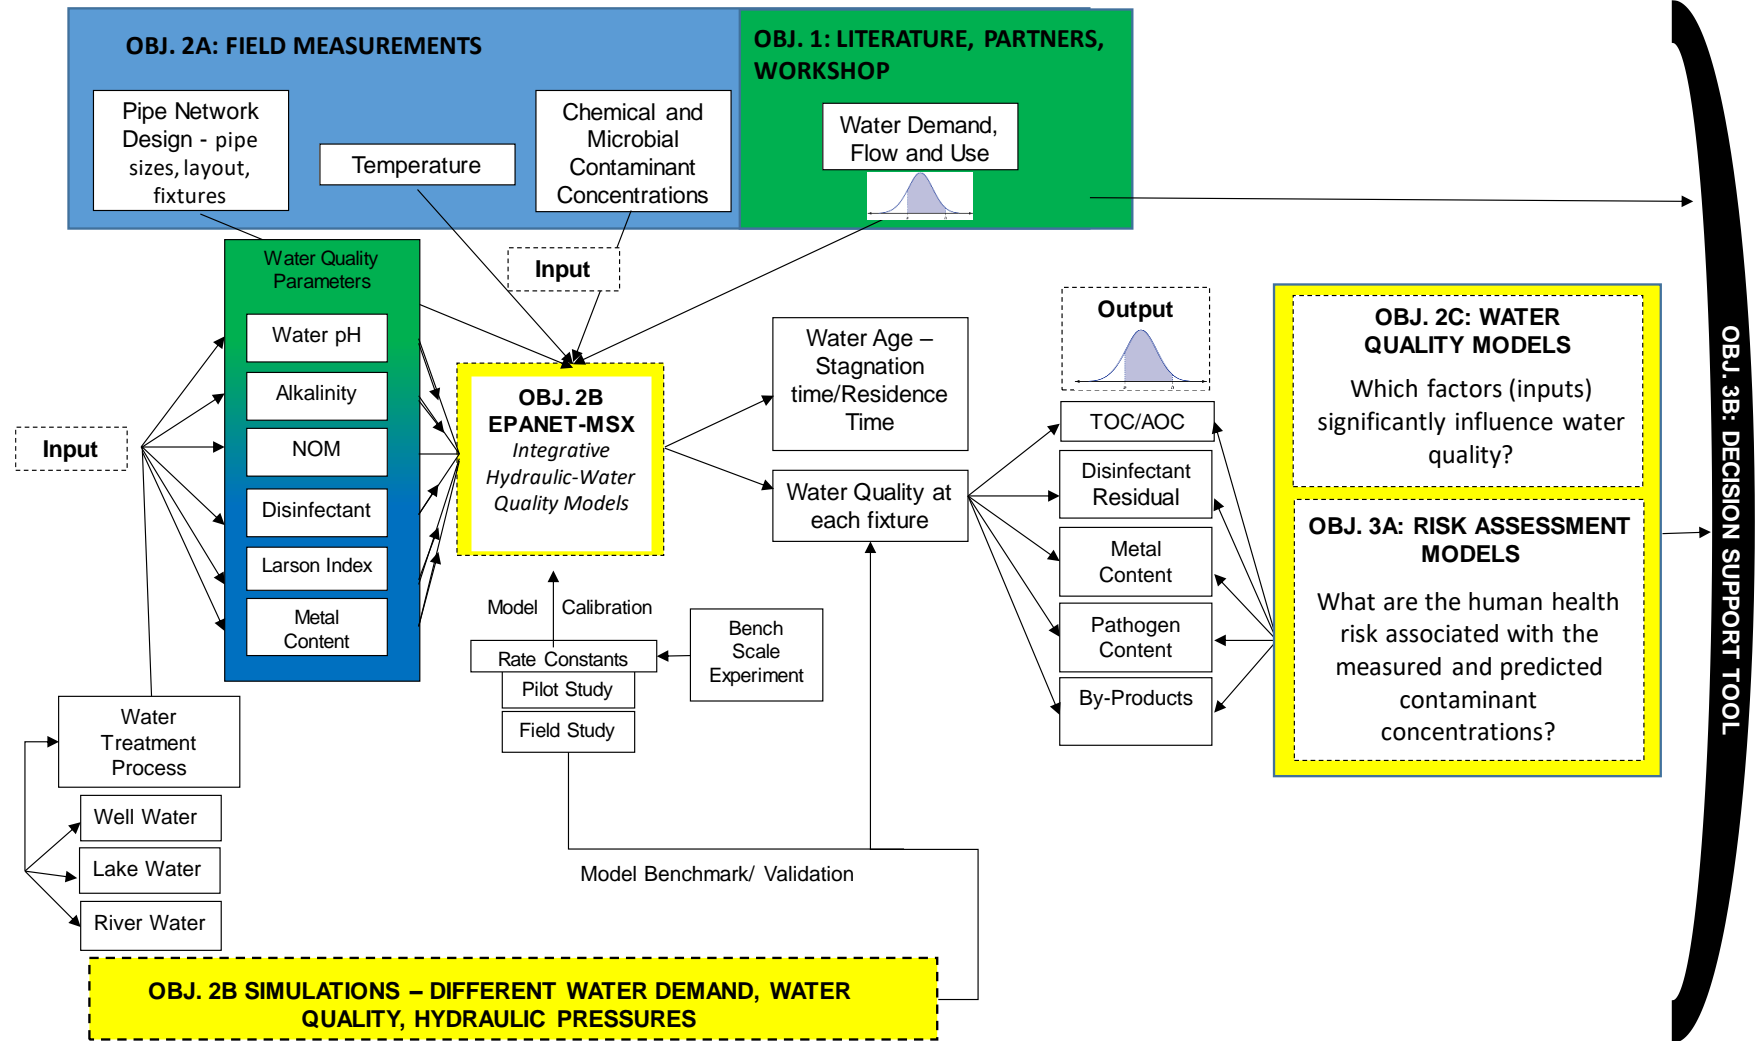 OBJ. 2A: FIELD MEASUREMENTS
OBJ. 1: LITERATURE, PARTNERS,
WORKSHOP
Pipe Network
Design - pipe
sizes, layout,
fixtures
Temperature
Chemical and
Microbial
Contaminant
Concentrations
Water Demand,
Flow and Use
Input
Water Quality
Parameters
Water pH
Alkalinity
NOM
Disinfectant
Larson Index
Metal
Content
Input
OBJ. 2B
EPANET-MSX
Integrative
Hydraulic-Water
Quality Models
Water Age –
Stagnation
time/Residence
Time
Water Quality at
each fixture
Output
TOC/AOC
Disinfectant
Residual
Metal
Content
Pathogen
Content
By-Products
OBJ. 2C: WATER
QUALITY MODELS
Which factors (inputs)
significantly influence water
quality?
OBJ. 3A: RISK ASSESSMENT
MODELS
What are the human health
risk associated with the
measured and predicted
contaminant
concentrations?
OBJ. 3B: DECISION SUPPORT TOOL
Model Calibration
Rate Constants
Pilot Study
Field Study
Bench
Scale
Experiment
Water
Treatment
Process
Well Water
Lake Water
River Water
Model Benchmark/ Validation
OBJ. 2B SIMULATIONS – DIFFERENT WATER DEMAND, WATER
QUALITY, HYDRAULIC PRESSURES